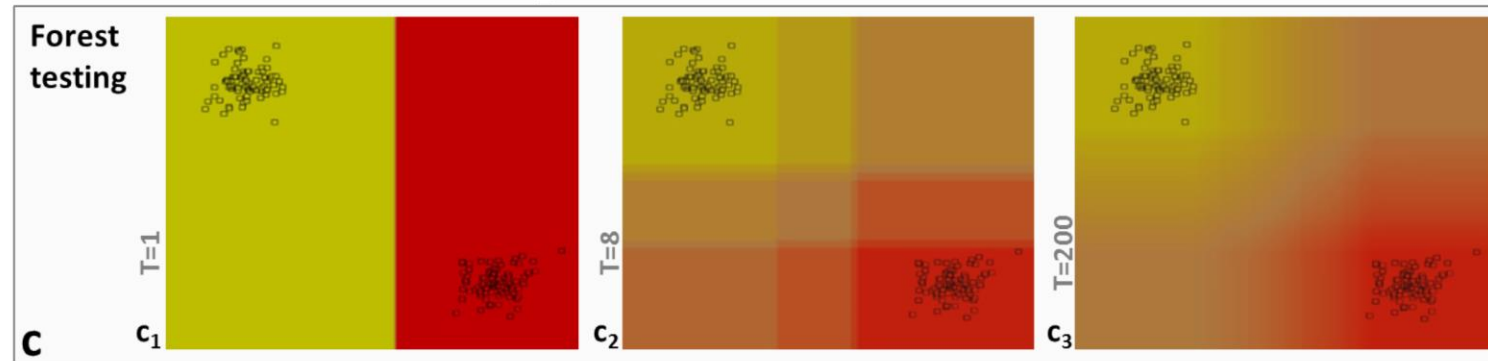 Forest
testing
T=1
c₁
T=8
c₂
T=200
c₃
c